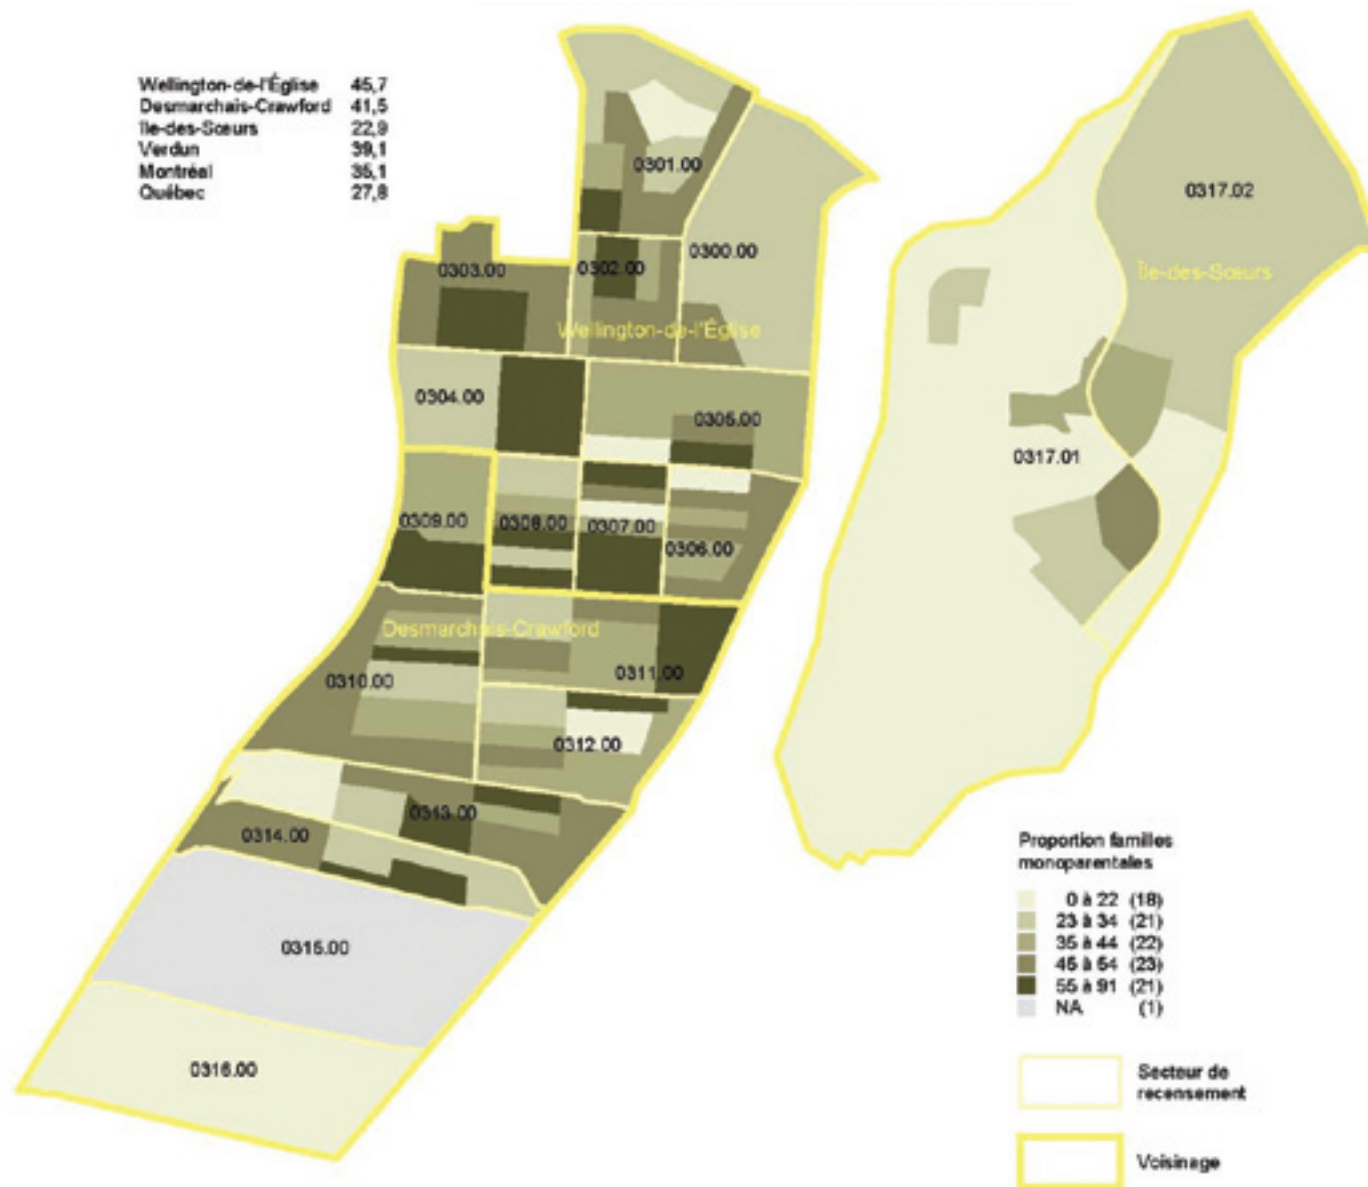 Wellington-de-l'Église 45,7
Desmarchais-Crawford 41,5
Île-des-Sœurs 22,9
Verdun 39,1
Montréal 35,1
Québec 27,8
0301.00
0317.02
0300.00
0303.00
0302.00
Île-des-Sœurs
Wellington-de-l'Église
0304.00
0305.00
0317.01
0309.00
0308.00
0307.00
0306.00
Desmarchais-Crawford
0311.00
0310.00
0312.00
0313.00
0314.00
0315.00
0316.00
Proportion familles
monoparentales
0 à 22 (18)
23 à 34 (21)
35 à 44 (22)
45 à 54 (23)
55 à 91 (21)
NA (1)
Secteur de
recensement
Voisinage